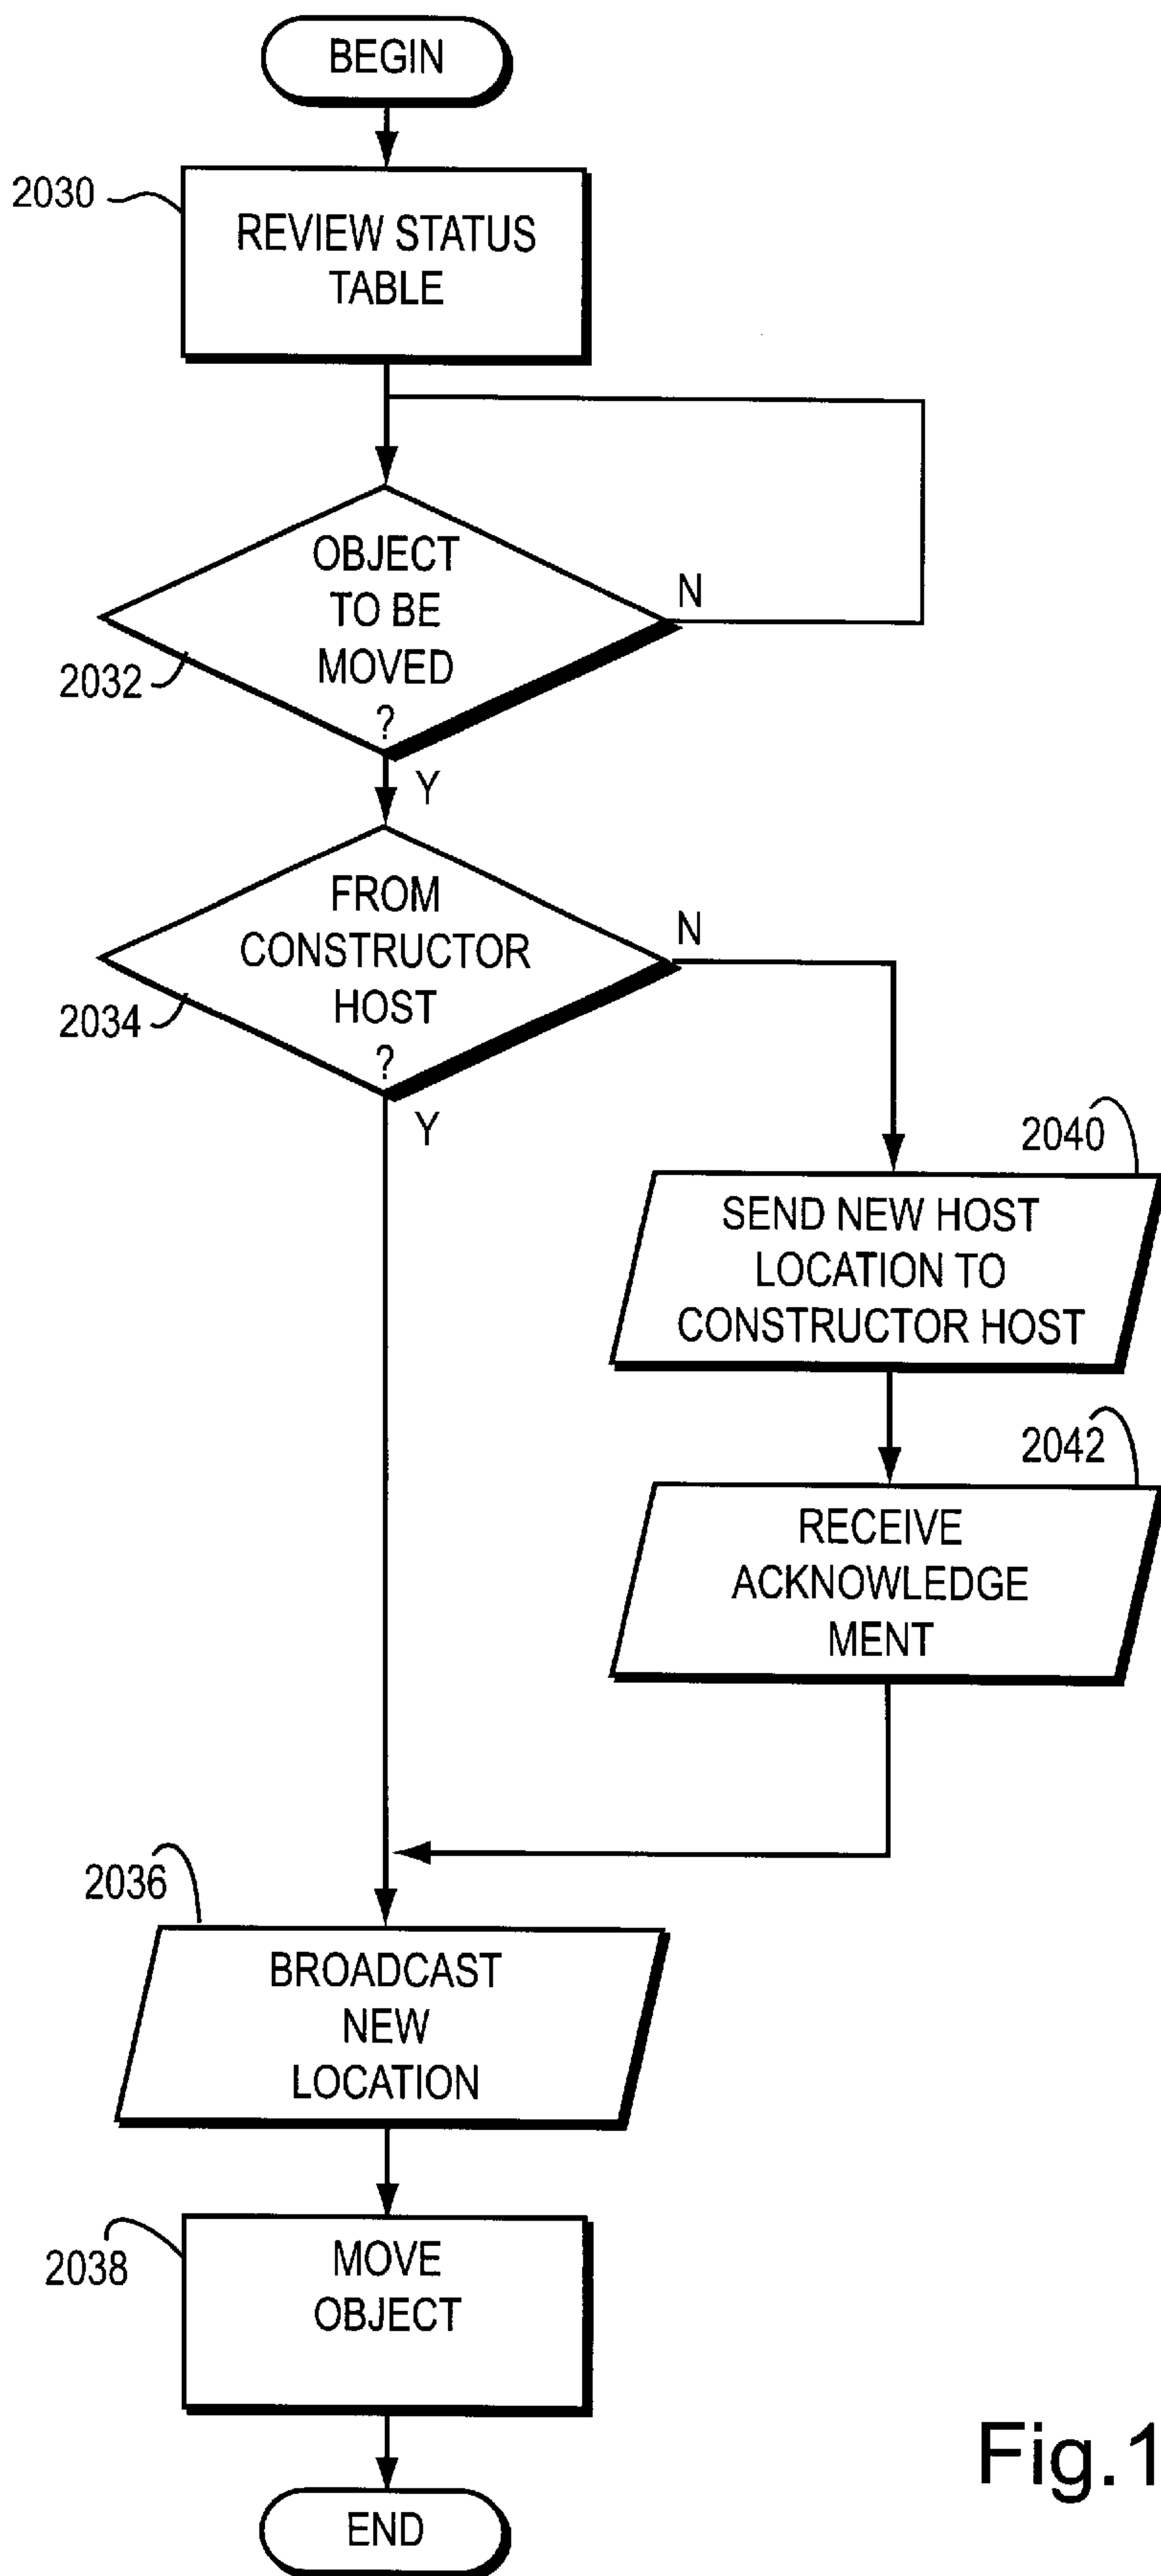 BEGIN
2030
REVIEW STATUS
TABLE
OBJECT
TO BE
MOVED
?
N
2032
Y
FROM
CONSTRUCTOR
HOST
?
N
2034
Y
2040
SEND NEW HOST
LOCATION TO
CONSTRUCTOR HOST
2042
RECEIVE
ACKNOWLEDGE
MENT
2036
BROADCAST
NEW
LOCATION
2038
MOVE
OBJECT
END
Fig.1